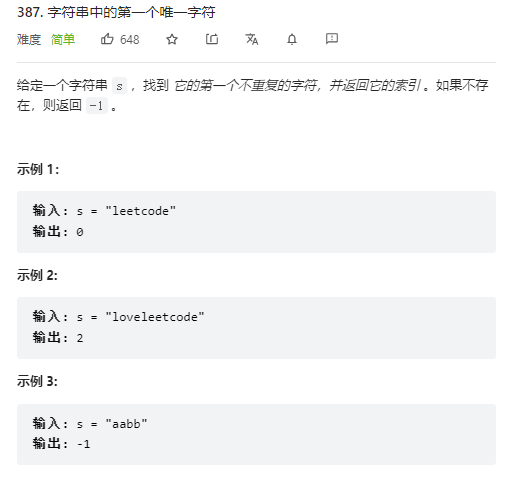 387. 字符串中的第一个唯一字符
难度 简单 648
给定一个字符串 s ，找到 它的第一个不重复的字符，并返回它的索引 。如果不存
在，则返回 -1 。
示例 1：
输入: s = "leetcode"
输出: 0
示例 2:
输入: s = "loveleetcode"
输出: 2
示例 3:
输入: s = "aabb"
输出: -1